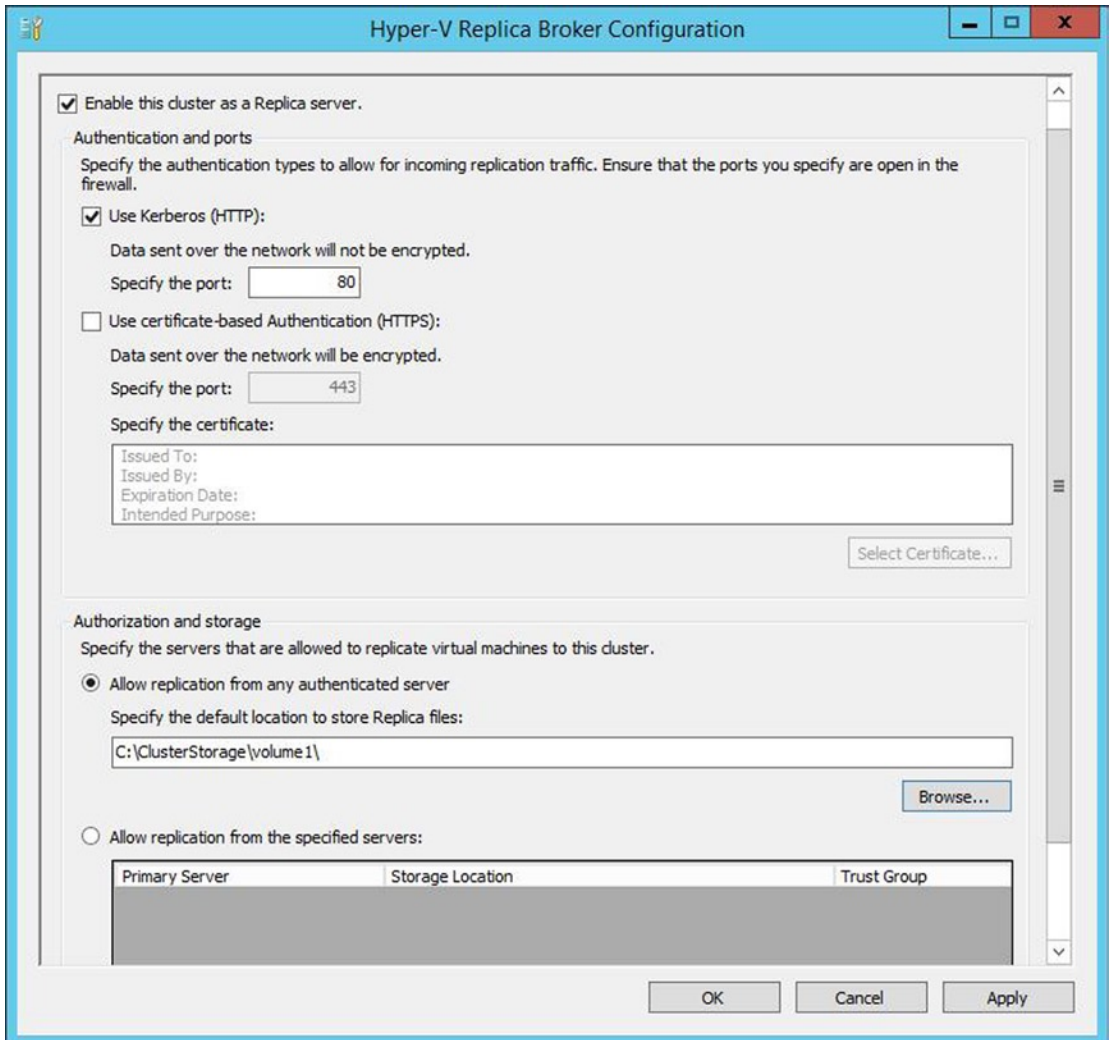 Hyper-V Replica Broker Configuration
Enable this cluster as a Replica server.
Authentication and ports
Specify the authentication types to allow for incoming replication traffic. Ensure that the ports you specify are open in the
firewall.
Use Kerberos (HTTP):
Data sent over the network will not be encrypted.
Specify the port: 80
Use certificate-based Authentication (HTTPS):
Data sent over the network will be encrypted.
Specify the port: 443
Specify the certificate:
Issued To:
Issued By:
Expiration Date:
Intended Purpose:
Select Certificate...
Authorization and storage
Specify the servers that are allowed to replicate virtual machines to this cluster.
Allow replication from any authenticated server
Specify the default location to store Replica files:
C:\ClusterStorage\volume1\
Browse...
Allow replication from the specified servers:
Primary Server Storage Location Trust Group
OK Cancel Apply